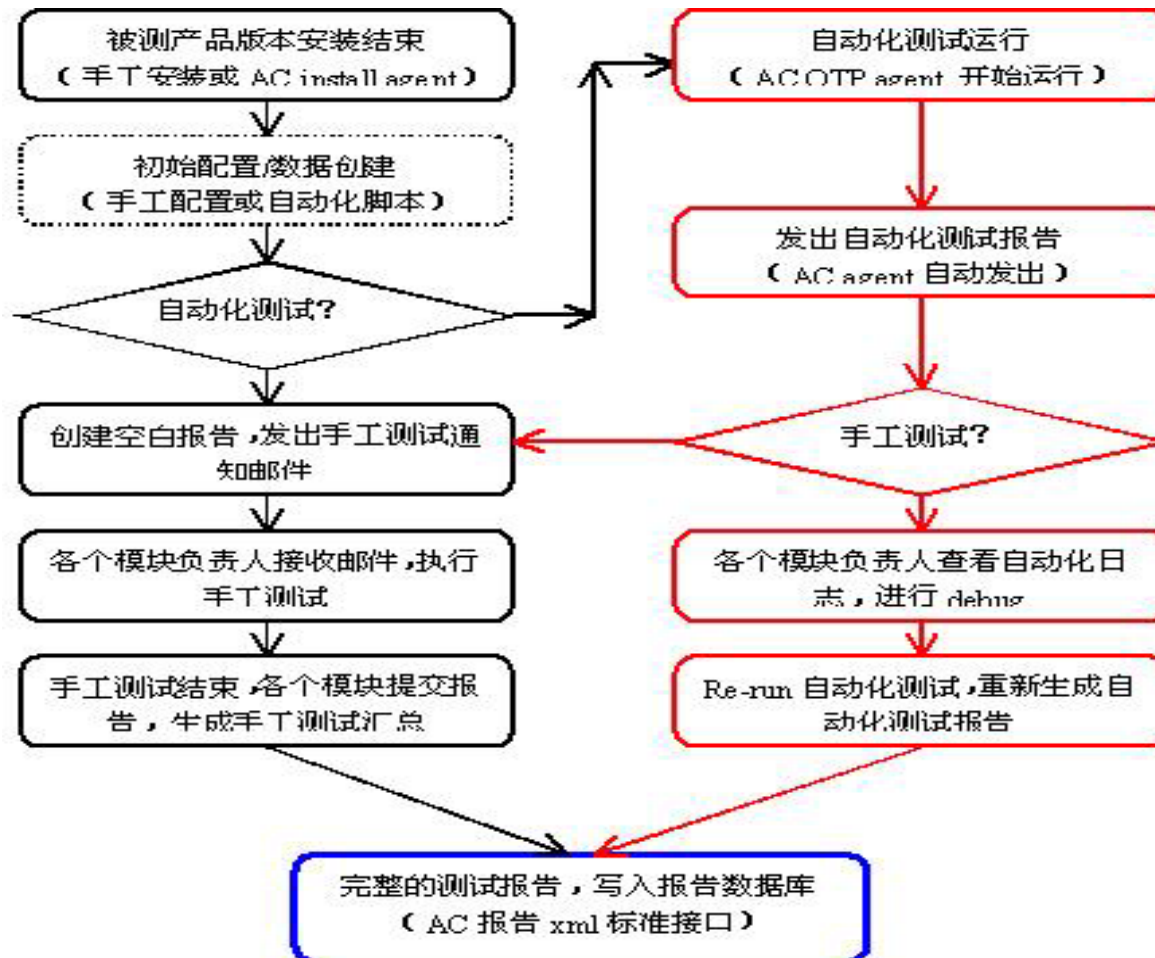 被测产品版本安装结束
（手工安装或 AC install agent）
初始配置/数据创建
（手工配置或自动化脚本）
自动化测试？
创建空白报告，发出手工测试通
知邮件
各个模块负责人接收邮件，执行
手工测试
手工测试结束，各个模块提交报
告，生成手工测试汇总
自动化测试运行
（AC OTP agent 开始运行）
发出自动化测试报告
（AC agent 自动发出）
手工测试？
各个模块负责人查看自动化日
志，进行 debug
Re-run 自动化测试，重新生成自
动化测试报告
完整的测试报告，写入报告数据库
（AC 报告 xml 标准接口）